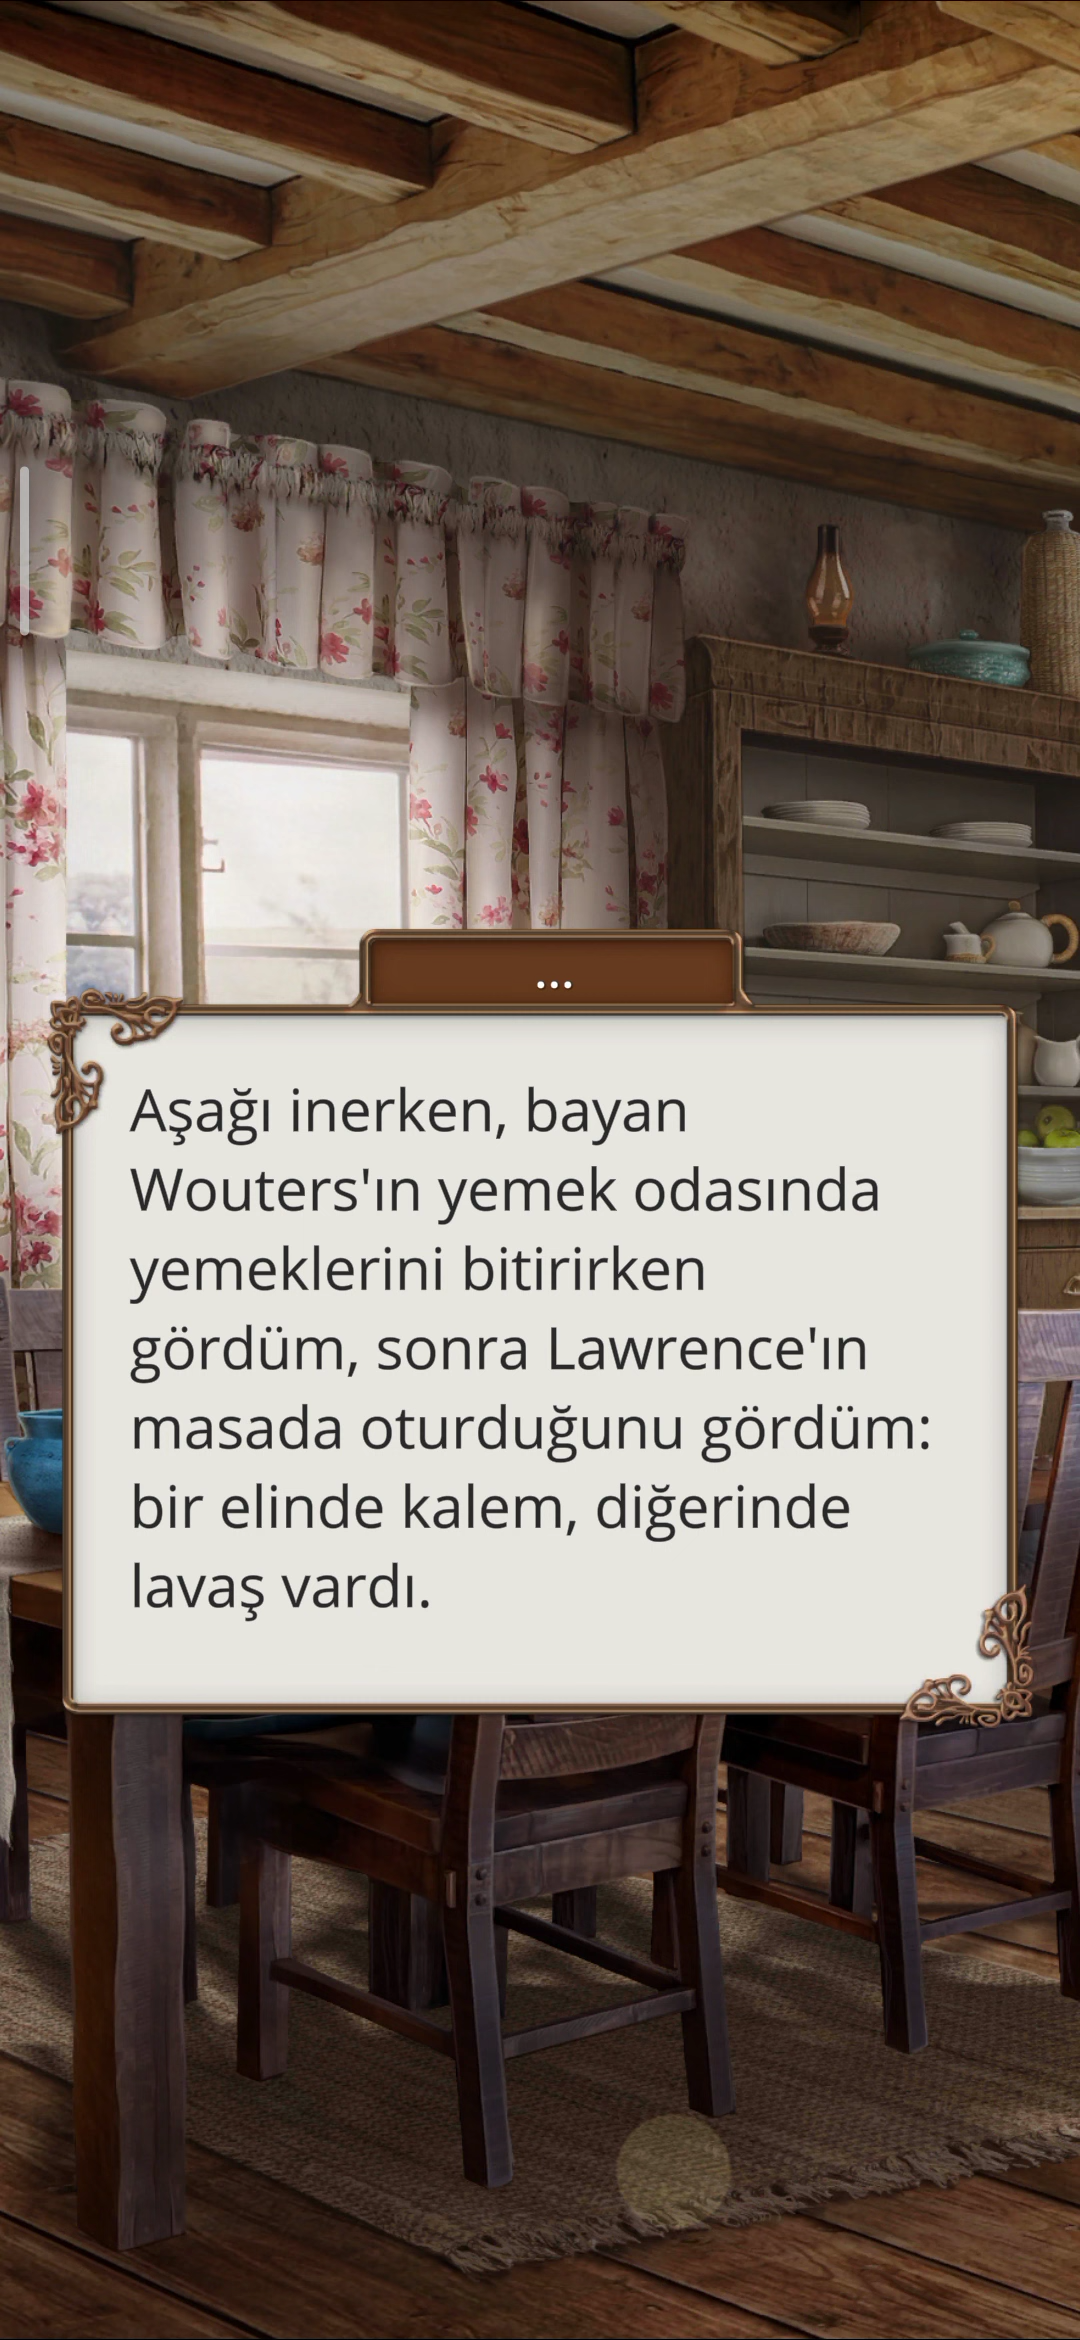 ...
Aşağı inerken, bayan
Wouters'ın yemek odasında
yemeklerini bitirirken
gördüm, sonra Lawrence'ın
masada oturduğunu gördüm:
bir elinde kalem, diğerinde
lavaş vardı.